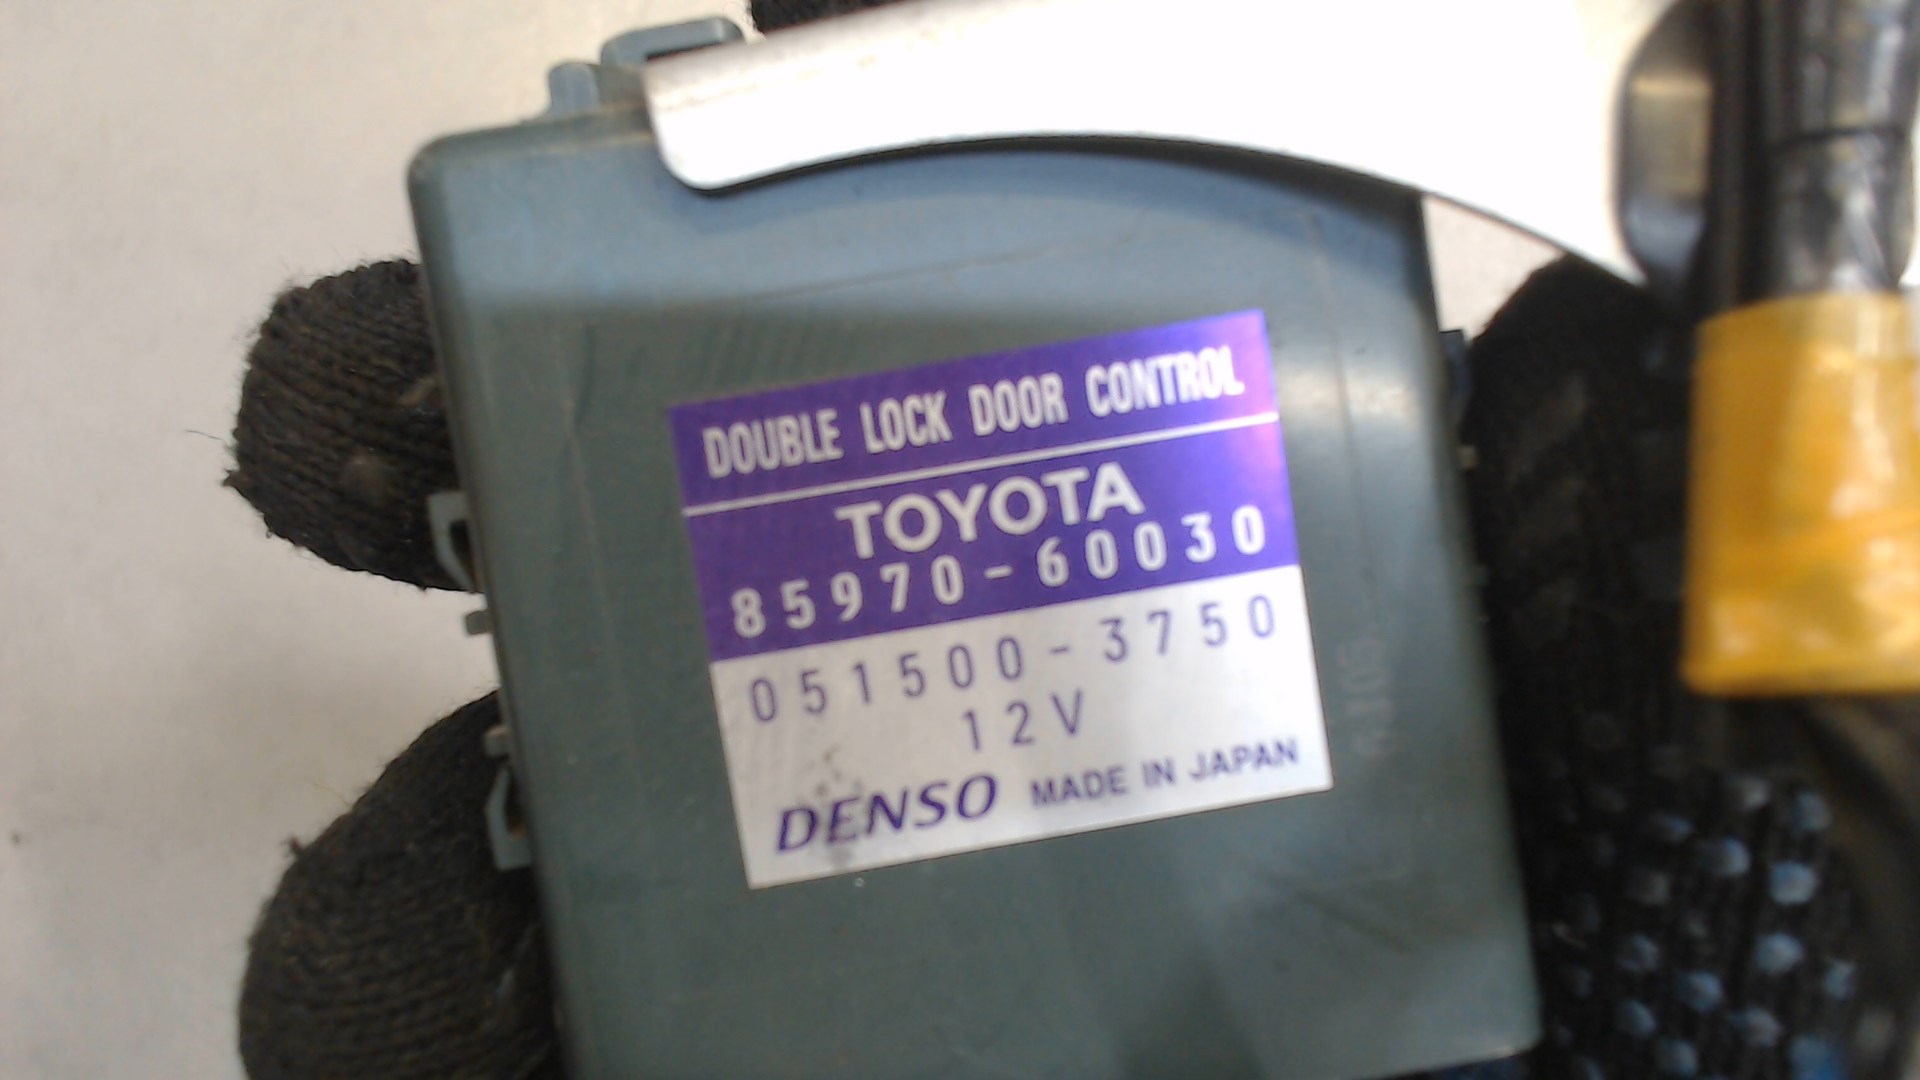 DOUBLE LOCK DOOR CONTROL
TOYOTA
85970-60030
051500-3750
12V
DENSO MADE IN JAPAN